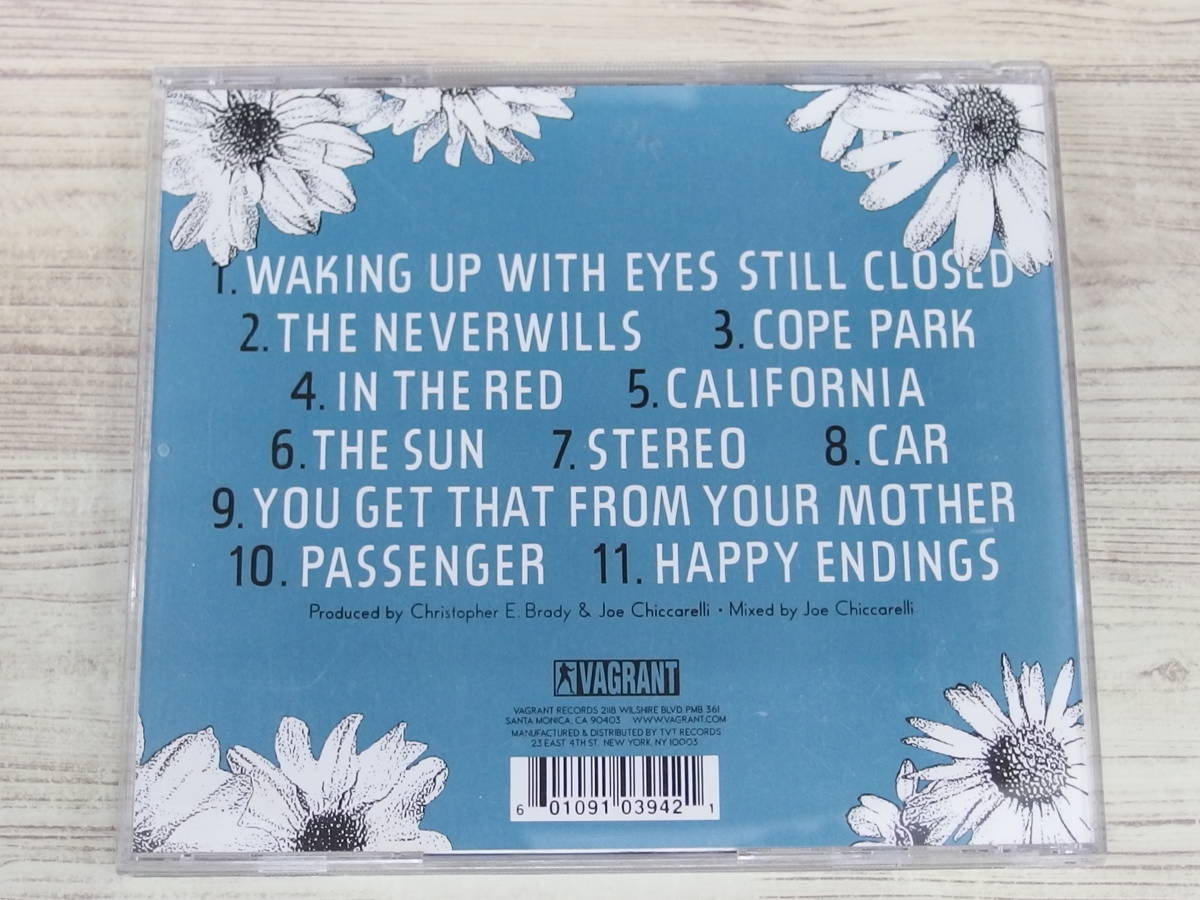 1. WAKING UP WITH EYES STILL CLOSED
2. THE NEVERWILLS 3. COPE PARK
4. IN THE RED 5. CALIFORNIA
6. THE SUN 7. STEREO 8. CAR
9. YOU GET THAT FROM YOUR MOTHER
10. PASSENGER 11. HAPPY ENDINGS
Produced by Christopher E. Brady & Joe Chiccarelli • Mixed by Joe Chiccarelli
VAGRANT
VAGRANT RECORDS 2118 WILSHIRE BLVD PMB 361
SANTA MONICA, CA 90403 WWW.VAGRANT.COM
MANUFACTURED & DISTRIBUTED BY TVT RECORDS
23 EAST 4TH ST. NEW YORK, NY 10003
6 01091 03942 1